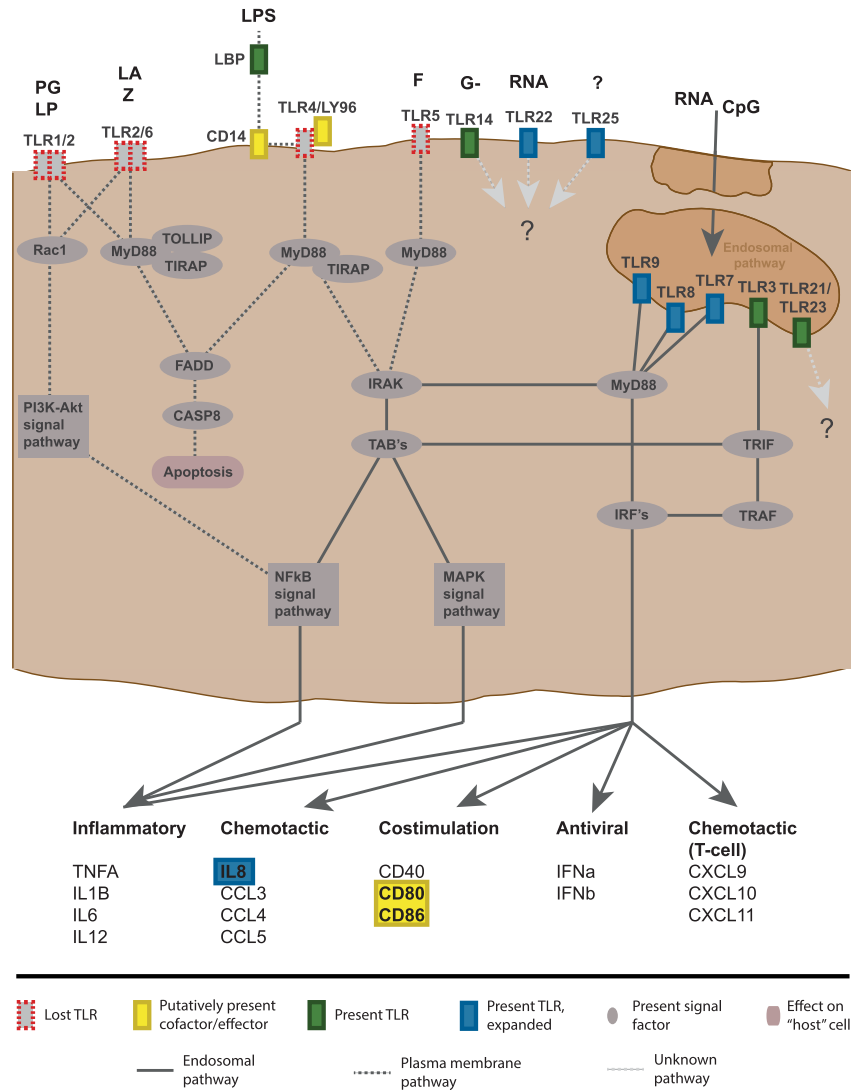 LPS
LBP
PG
LP
LA
Z
F
G-
RNA
?
TLR1/2
TLR2/6
CD14
TLR4/LY96
TLR5
TLR14
TLR22
TLR25
RNA
CpG
?
Rac1
MyD88
TOLLIP
TIRAP
MyD88
TIRAP
MyD88
Endosomal
pathway
TLR9
TLR8
TLR7
TLR3
TLR21/
TLR23
FADD
IRAK
MyD88
PI3K-Akt
signal
pathway
CASP8
?
TAB's
TRIF
Apoptosis
IRF's
TRAF
NFkB
signal
pathway
MAPK
signal
pathway
Inflammatory
TNFA
IL1B
IL6
IL12
Chemotactic
IL8
CCL3
CCL4
CCL5
Costimulation
CD40
CD80
CD86
Antiviral
IFNa
IFNb
Chemotactic
(T-cell)
CXCL9
CXCL10
CXCL11
Lost TLR
Putatively present
cofactor/effector
Present TLR
Present TLR,
expanded
Present signal
factor
Effect on
"host" cell
Endosomal
pathway
Plasma membrane
pathway
Unknown
pathway